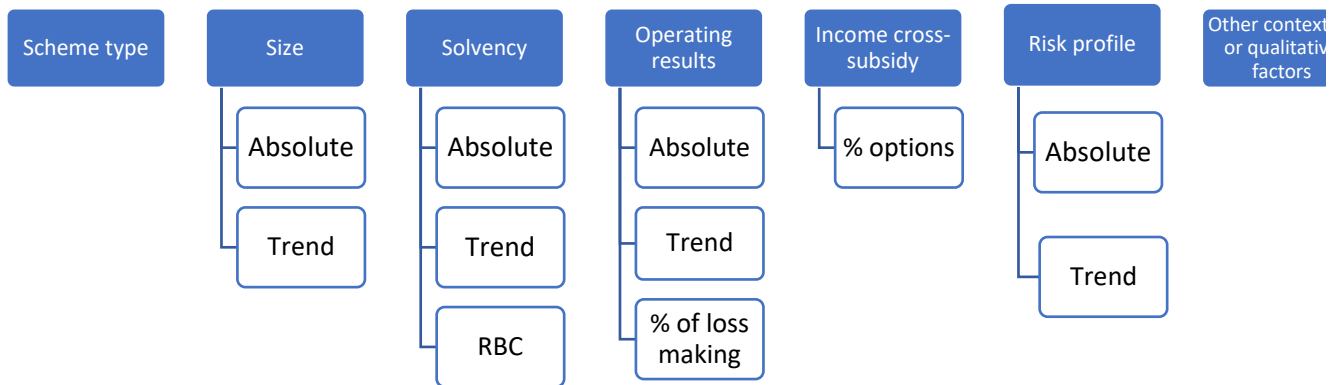 Scheme type
Size
Absolute
Trend
Solvency
Absolute
Trend
RBC
Operating
results
Absolute
Trend
% of loss
making
Income cross-
subsidy
% options
Risk profile
Absolute
Trend
Other context
or qualitativ
factors